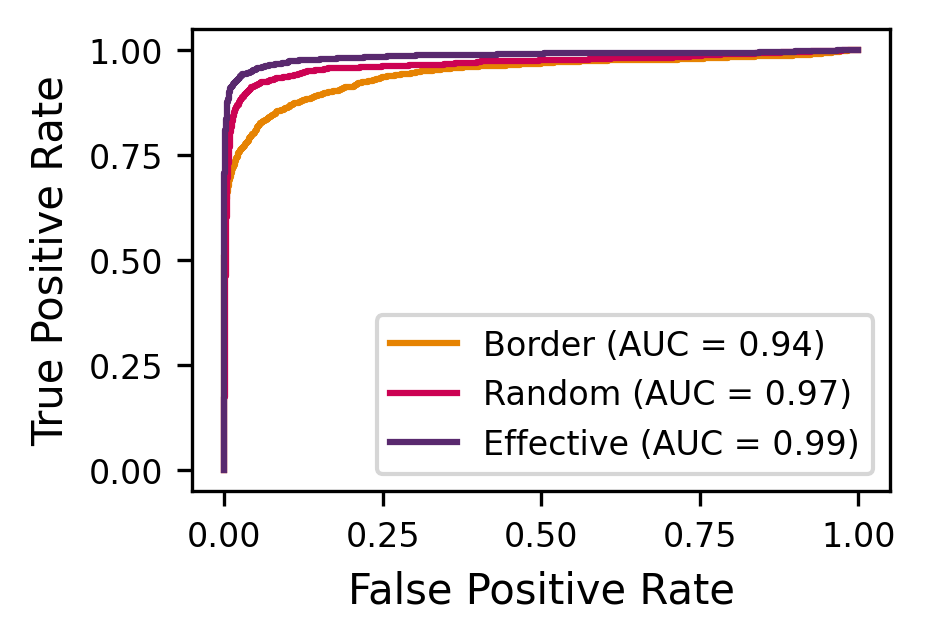 True Positive Rate
1.00
0.75
0.50
0.25
0.00
Border (AUC = 0.94)
Random (AUC = 0.97)
Effective (AUC = 0.99)
0.00 0.25 0.50 0.75 1.00
False Positive Rate